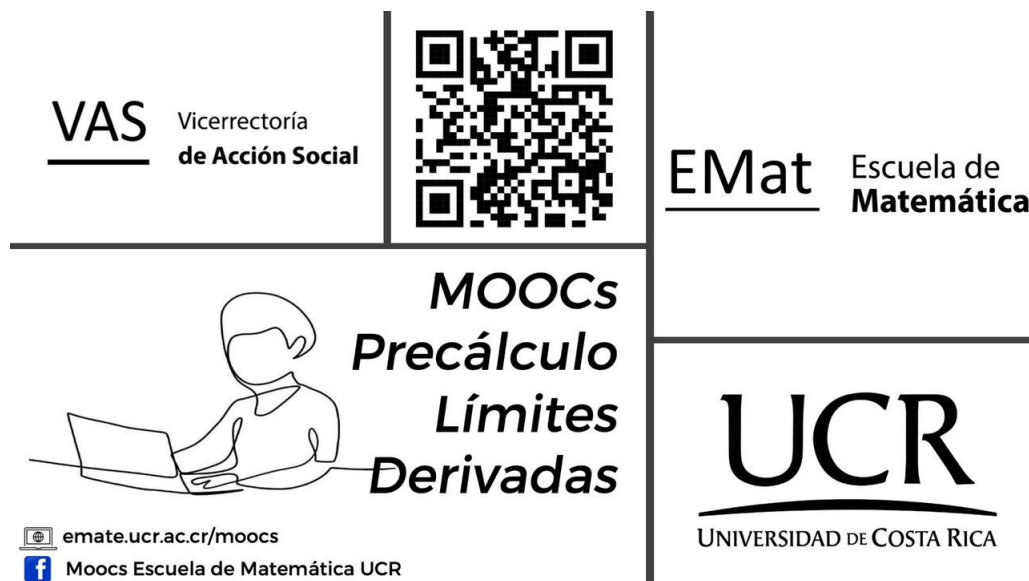 VAS
Vicerrectoría
de Acción Social
EMat
Escuela de
Matemática
MOOCs
Precálculo
Límites
Derivadas
emate.ucr.ac.cr/moocs
Moocs Escuela de Matemática UCR
UCR
UNIVERSIDAD DE COSTA RICA